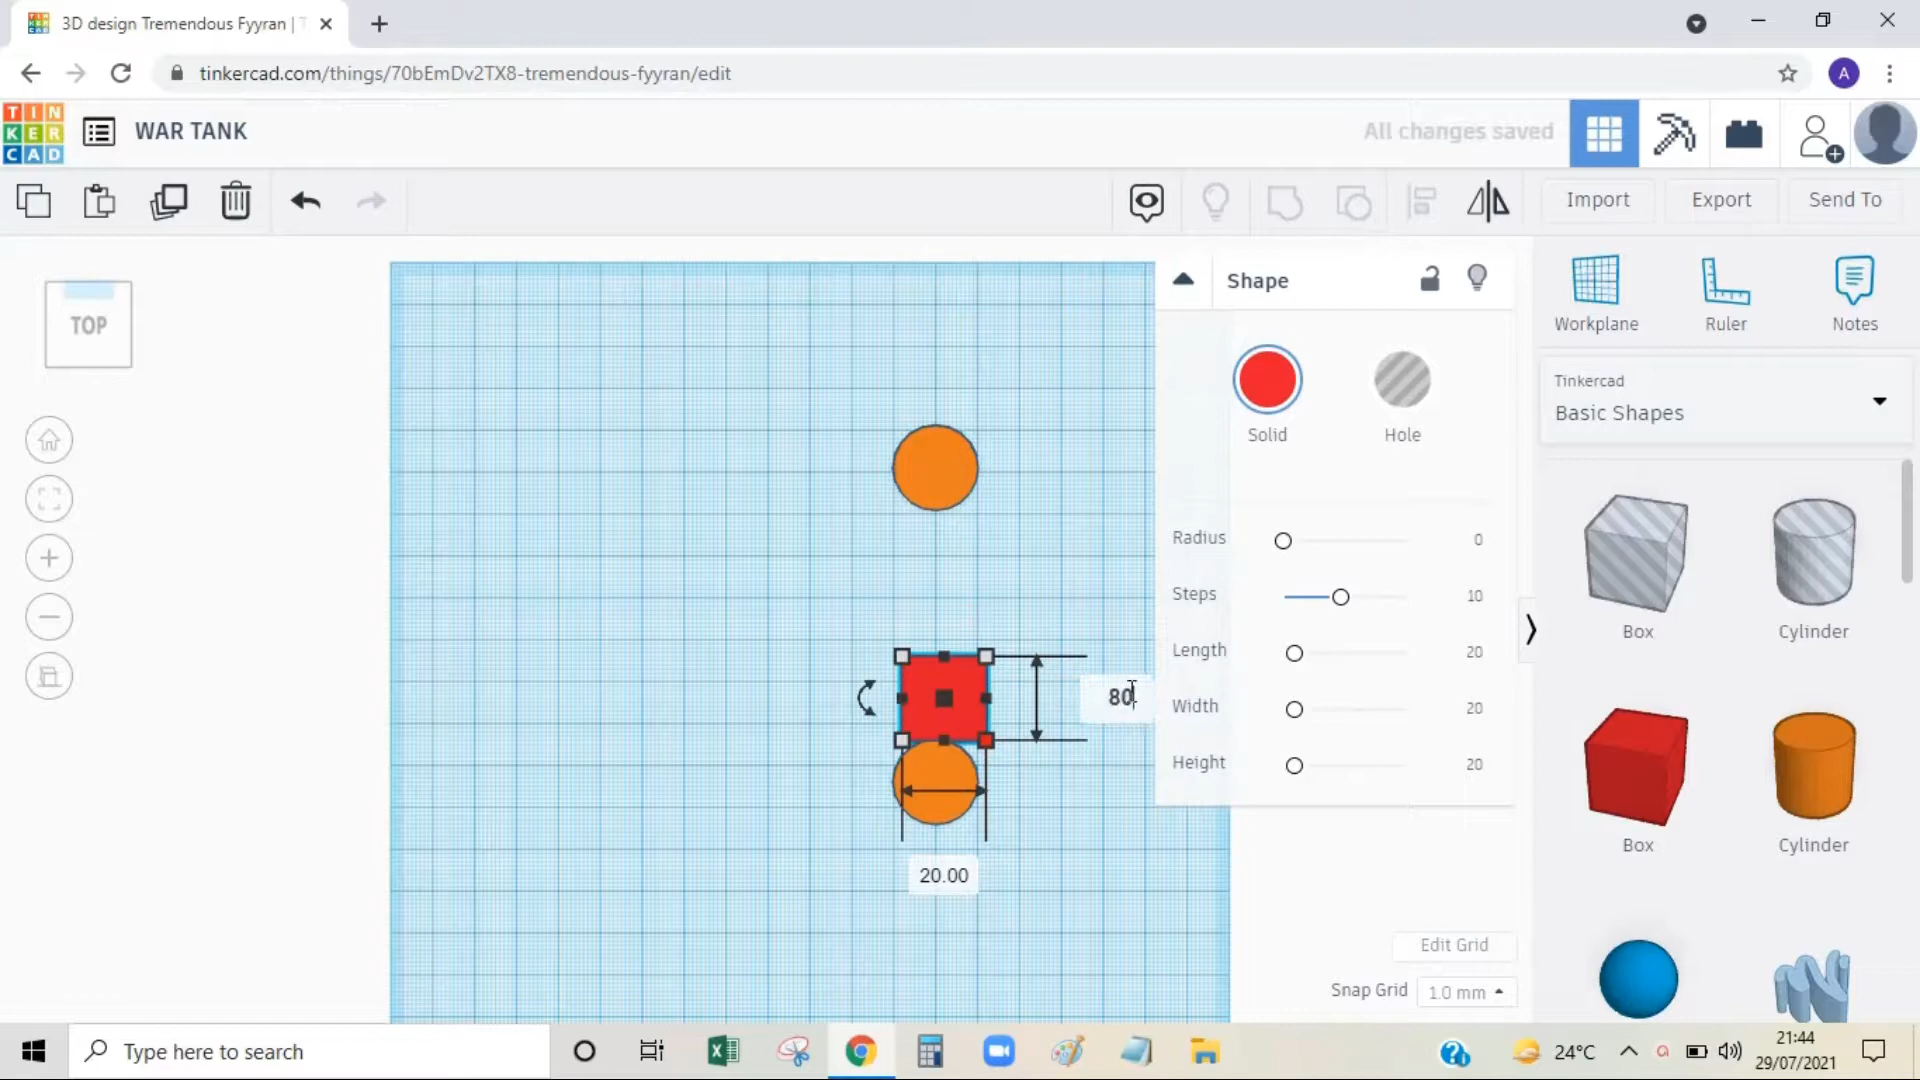 3D design Tremendous Fyyran | T
tinkercad.com/things/70bEmDv2TX8-tremendous-fyyran/edit
A
TIN
KER
CAD
WAR TANK
All changes saved
Import
Export
Send To
TOP
Shape
Workplane
Ruler
Notes
Solid
Hole
Tinkercad
Basic Shapes
Radius 0
Steps 10
Length 20
Width 20
Height 20
80
20.00
Box
Cylinder
Box
Cylinder
Edit Grid
Snap Grid 1.0 mm
Type here to search
24°C
21:44
29/07/2021